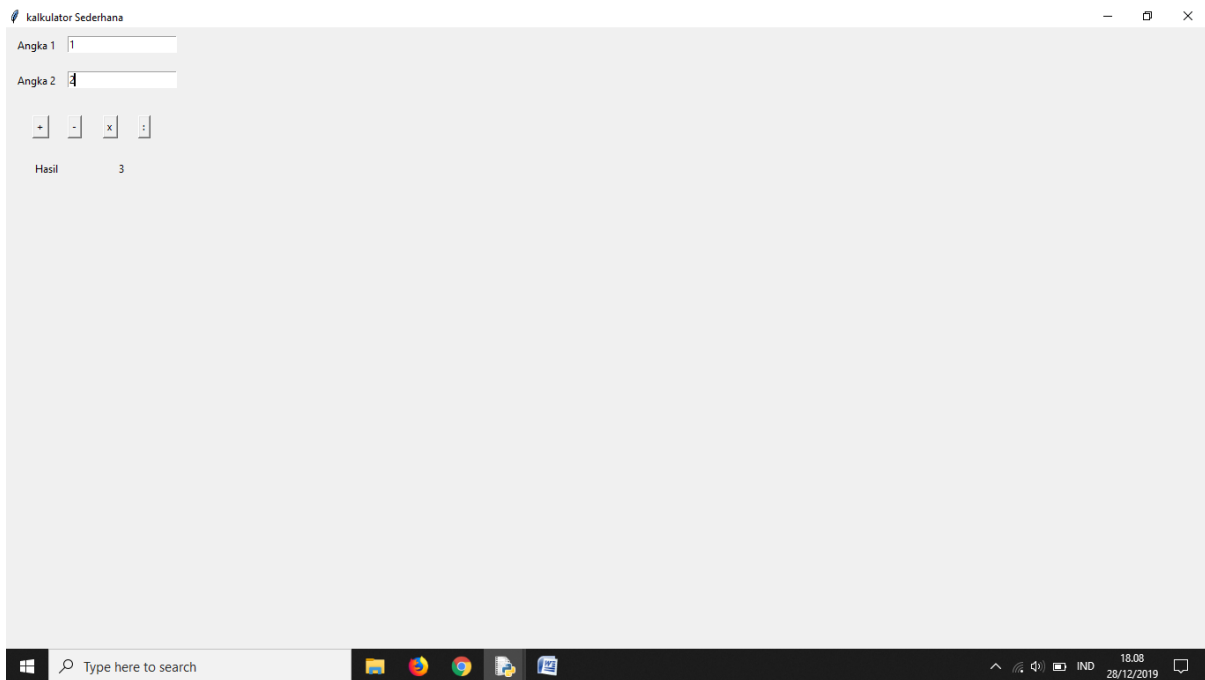 kalkulator Sederhana
Angka 1 1
Angka 2 2
+ - x :
Hasil 3
Type here to search
IND
18.08
28/12/2019